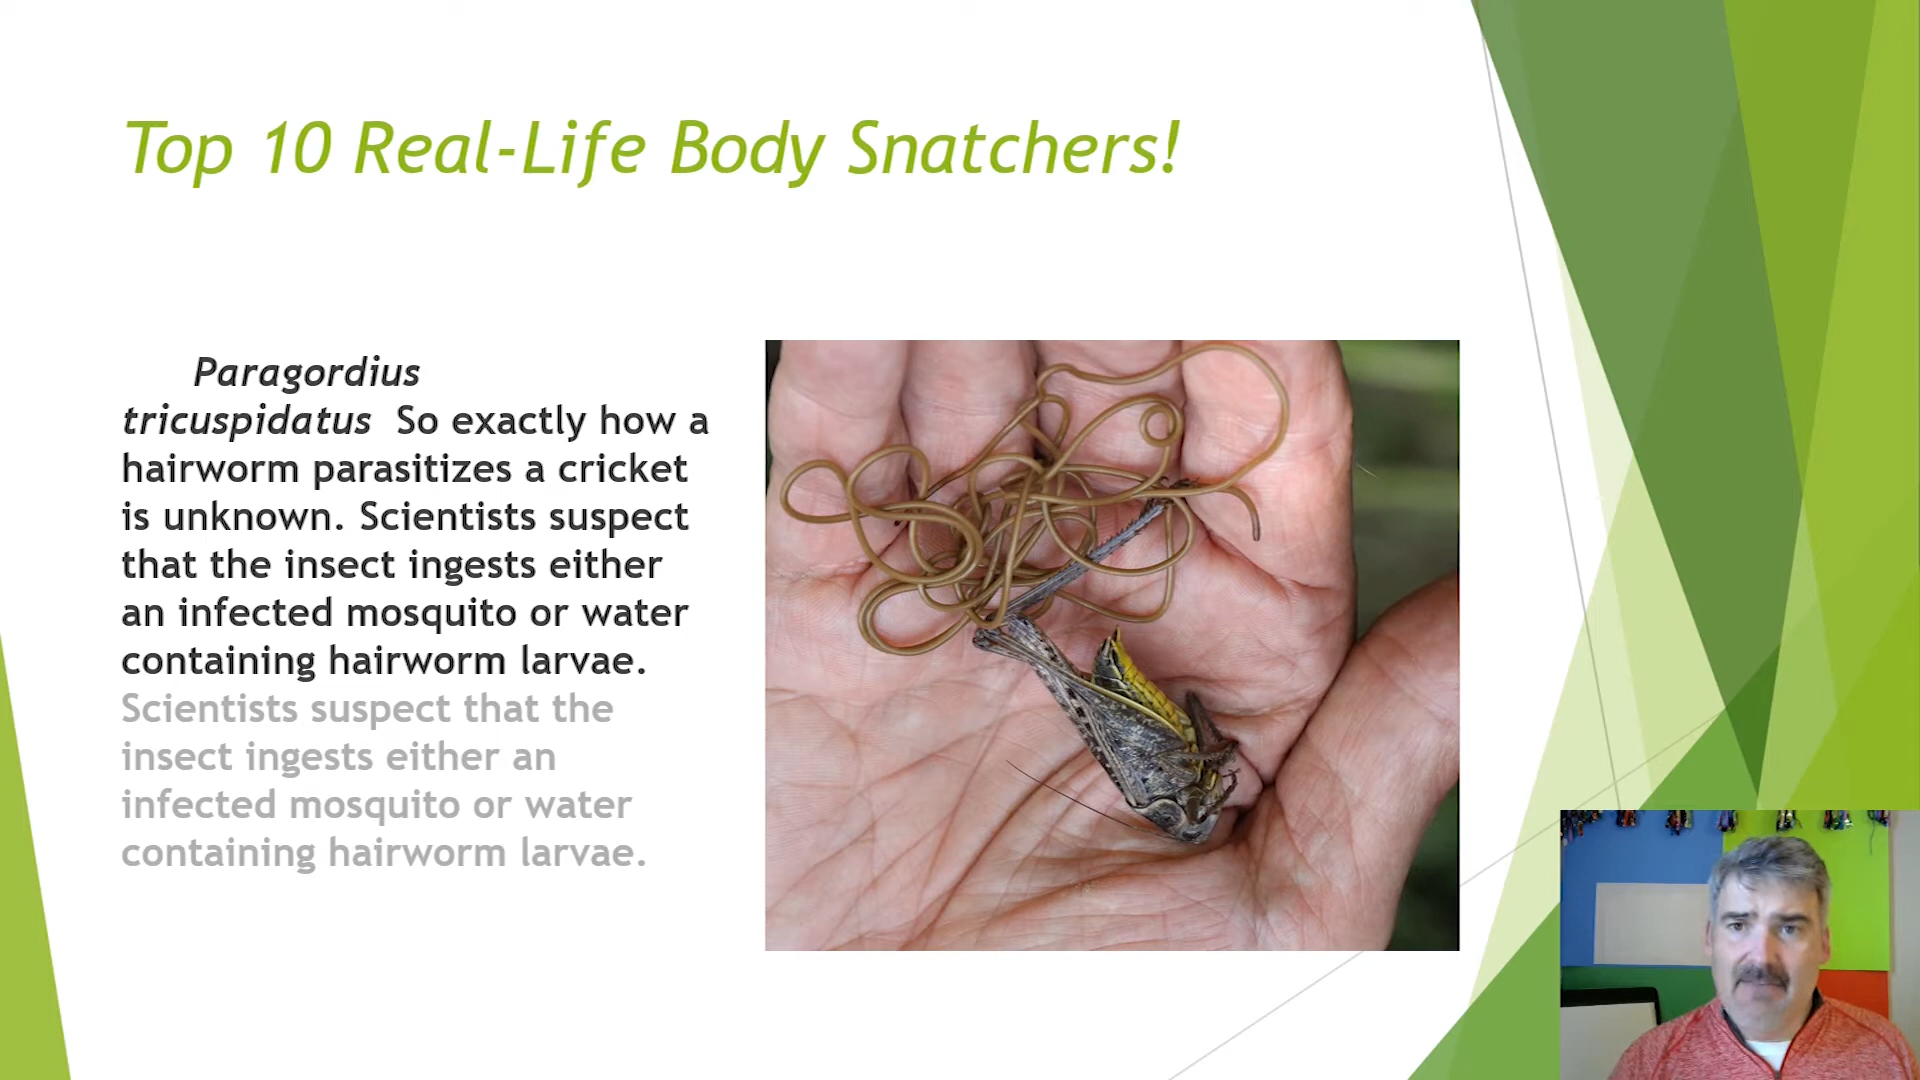 Top 10 Real-Life Body Snatchers!
Paragordius
tricuspidatus So exactly how a
hairworm parasitizes a cricket
is unknown. Scientists suspect
that the insect ingests either
an infected mosquito or water
containing hairworm larvae.
Scientists suspect that the
insect ingests either an
infected mosquito or water
containing hairworm larvae.